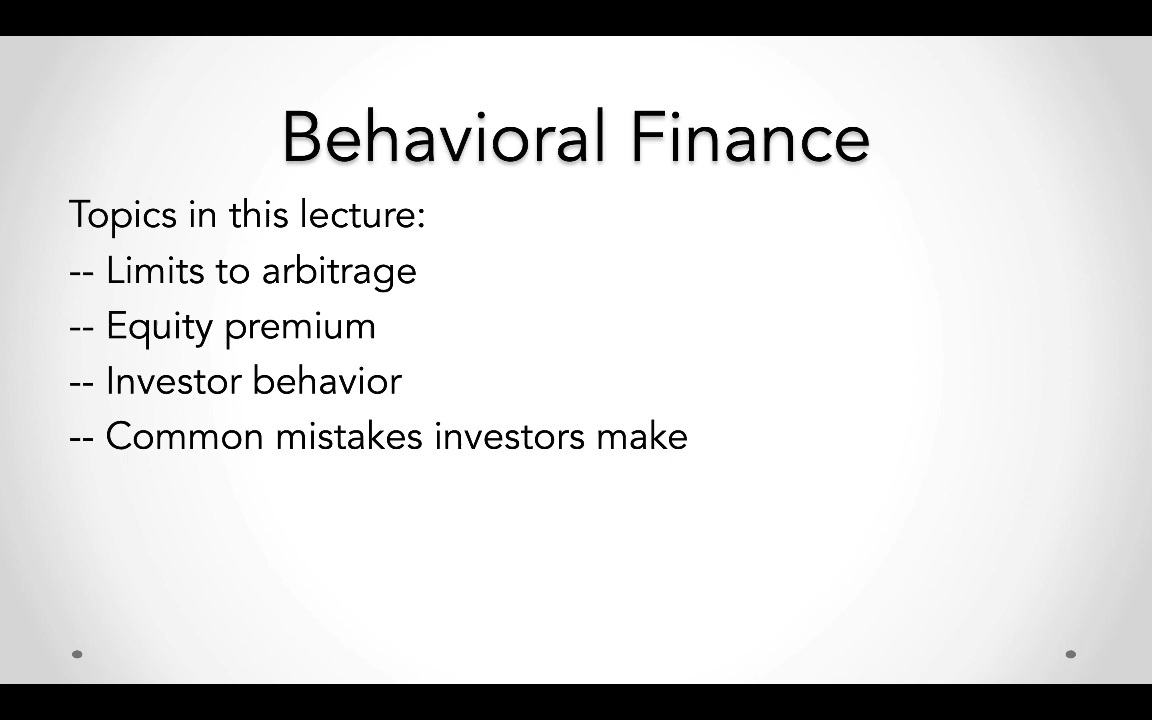 Behavioral Finance
Topics in this lecture:
-- Limits to arbitrage
-- Equity premium
-- Investor behavior
-- Common mistakes investors make